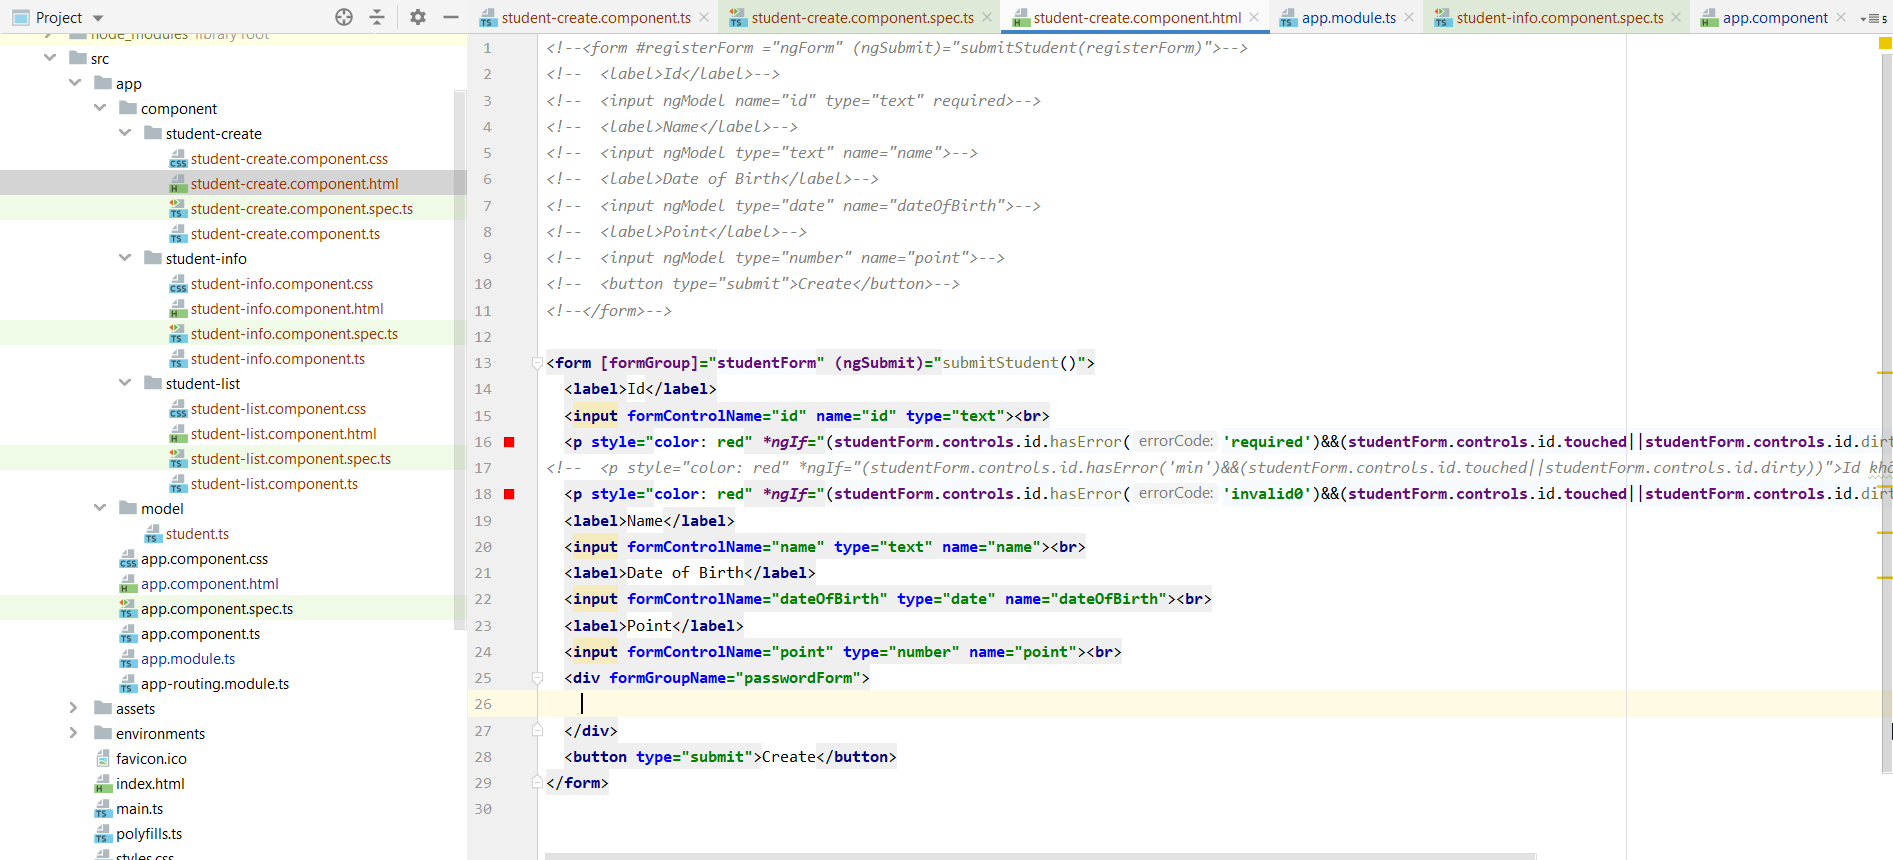 Project
student-create.component.ts
student-create.component.spec.ts
student-create.component.html
app.module.ts
student-info.component.spec.ts
app.component
5
node_modules library root
src
app
component
student-create
student-create.component.css
student-create.component.html
student-create.component.spec.ts
student-create.component.ts
student-info
student-info.component.css
student-info.component.html
student-info.component.spec.ts
student-info.component.ts
student-list
student-list.component.css
student-list.component.html
student-list.component.spec.ts
student-list.component.ts
model
student.ts
app.component.css
app.component.html
app.component.spec.ts
app.component.ts
app.module.ts
app-routing.module.ts
assets
environments
favicon.ico
index.html
main.ts
polyfills.ts
styles.css
1 <!--<form #registerForm ="ngForm" (ngSubmit)="submitStudent(registerForm)">-->
2 <!--  <label>Id</label>-->
3 <!--  <input ngModel name="id" type="text" required>-->
4 <!--  <label>Name</label>-->
5 <!--  <input ngModel type="text" name="name">-->
6 <!--  <label>Date of Birth</label>-->
7 <!--  <input ngModel type="date" name="dateOfBirth">-->
8 <!--  <label>Point</label>-->
9 <!--  <input ngModel type="number" name="point">-->
10 <!--  <button type="submit">Create</button>-->
11 <!--</form>-->
12
13 <form [formGroup]="studentForm" (ngSubmit)="submitStudent()">
14 <label>Id</label>
15 <input formControlName="id" name="id" type="text"><br>
16 <p style="color: red" *ngIf="(studentForm.controls.id.hasError( errorCode: 'required')&&(studentForm.controls.id.touched||studentForm.controls.id.dirt
17 <!--  <p style="color: red" *ngIf="(studentForm.controls.id.hasError('min')&&(studentForm.controls.id.touched||studentForm.controls.id.dirty))">Id khô
18 <p style="color: red" *ngIf="(studentForm.controls.id.hasError( errorCode: 'invalid0')&&(studentForm.controls.id.touched||studentForm.controls.id.dirt
19 <label>Name</label>
20 <input formControlName="name" type="text" name="name"><br>
21 <label>Date of Birth</label>
22 <input formControlName="dateOfBirth" type="date" name="dateOfBirth"><br>
23 <label>Point</label>
24 <input formControlName="point" type="number" name="point"><br>
25 <div formGroupName="passwordForm">
26
27 </div>
28 <button type="submit">Create</button>
29 </form>
30